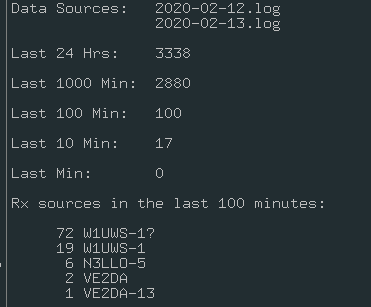 Data Sources: 2020-02-12.log
2020-02-13.log
Last 24 Hrs: 3338
Last 1000 Min: 2880
Last 100 Min: 100
Last 10 Min: 17
Last Min: 0
Rx sources in the last 100 minutes:
72 W1UWS-1?
19 W1UWS-1
6 N3LLO-5
2 VE2DA
1 VE2DA-13